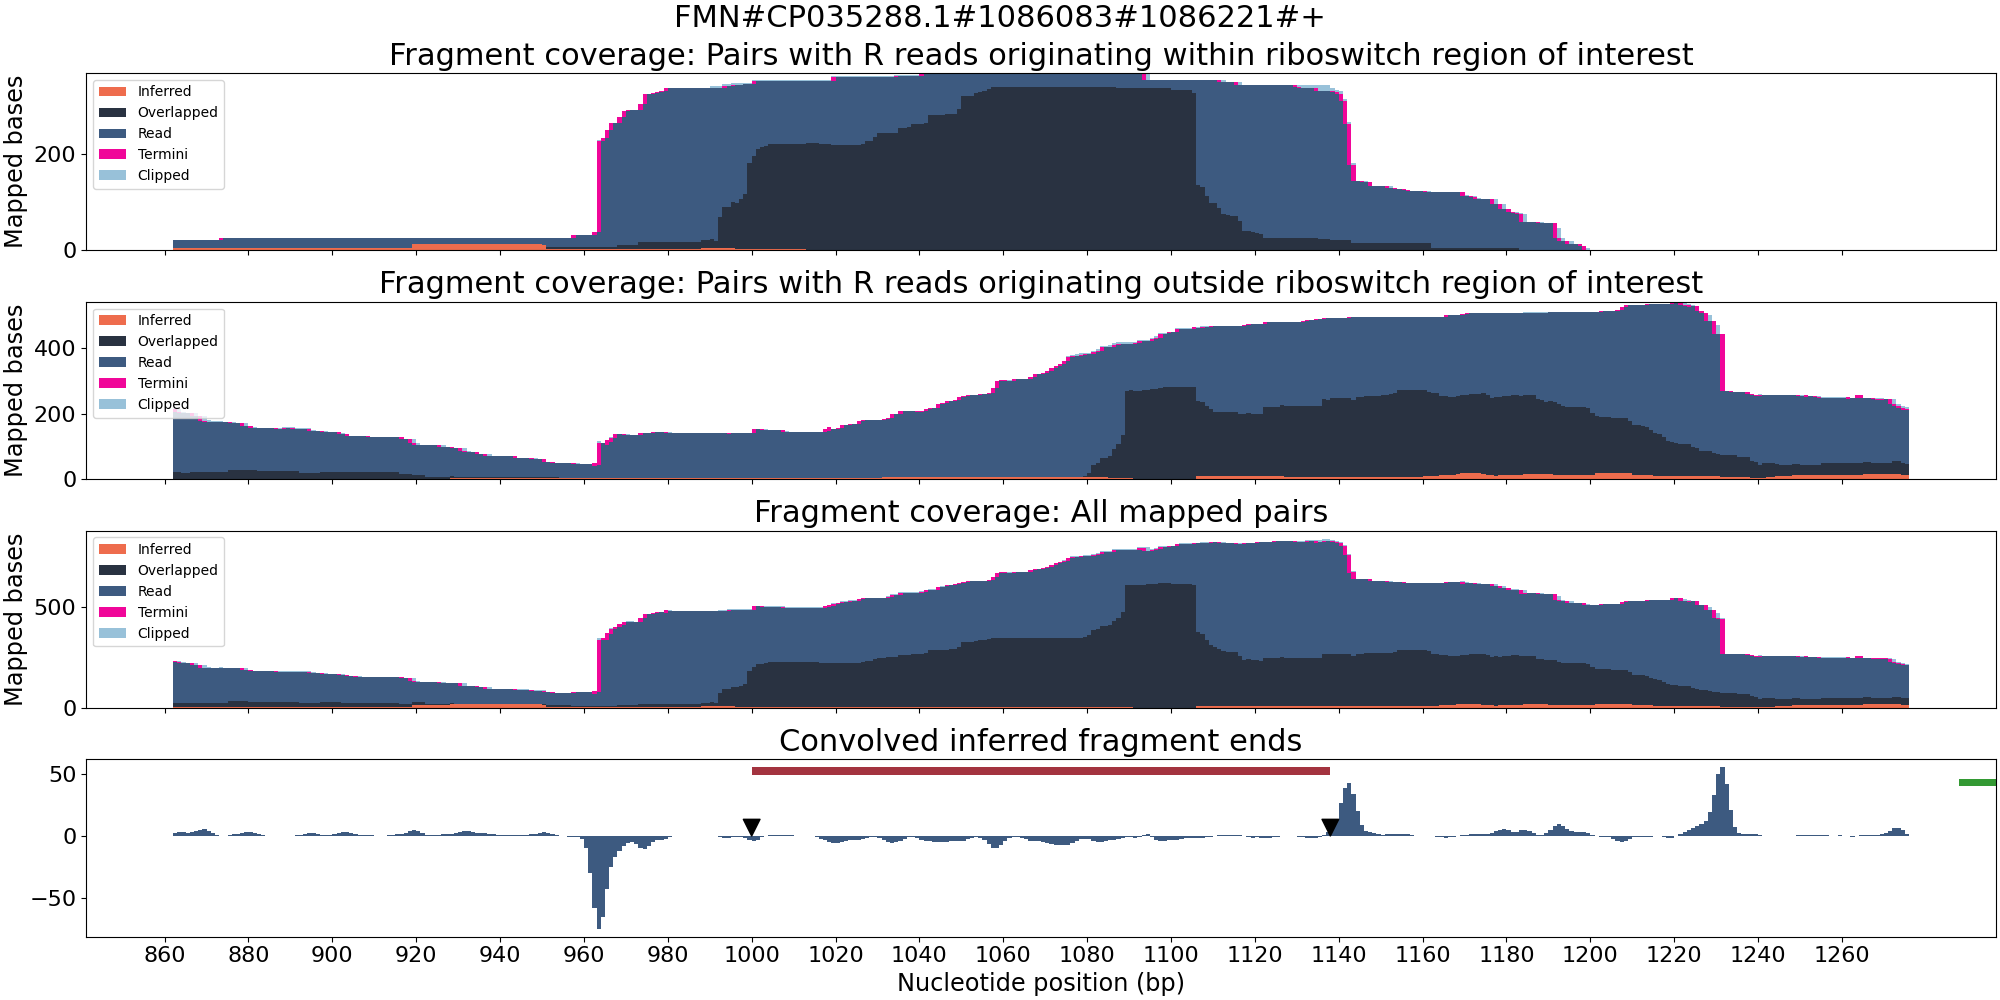 FMN#CP035288.1#1086083#1086221#+
Fragment coverage: Pairs with R reads originating within riboswitch region of interest
Mapped bases
200
0
Inferred
Overlapped
Read
Termini
Clipped
Fragment coverage: Pairs with R reads originating outside riboswitch region of interest
Mapped bases
400
200
0
Inferred
Overlapped
Read
Termini
Clipped
Fragment coverage: All mapped pairs
Mapped bases
500
0
Inferred
Overlapped
Read
Termini
Clipped
Convolved inferred fragment ends
50
0
−50
860 880 900 920 940 960 980 1000 1020 1040 1060 1080 1100 1120 1140 1160 1180 1200 1220 1240 1260
Nucleotide position (bp)